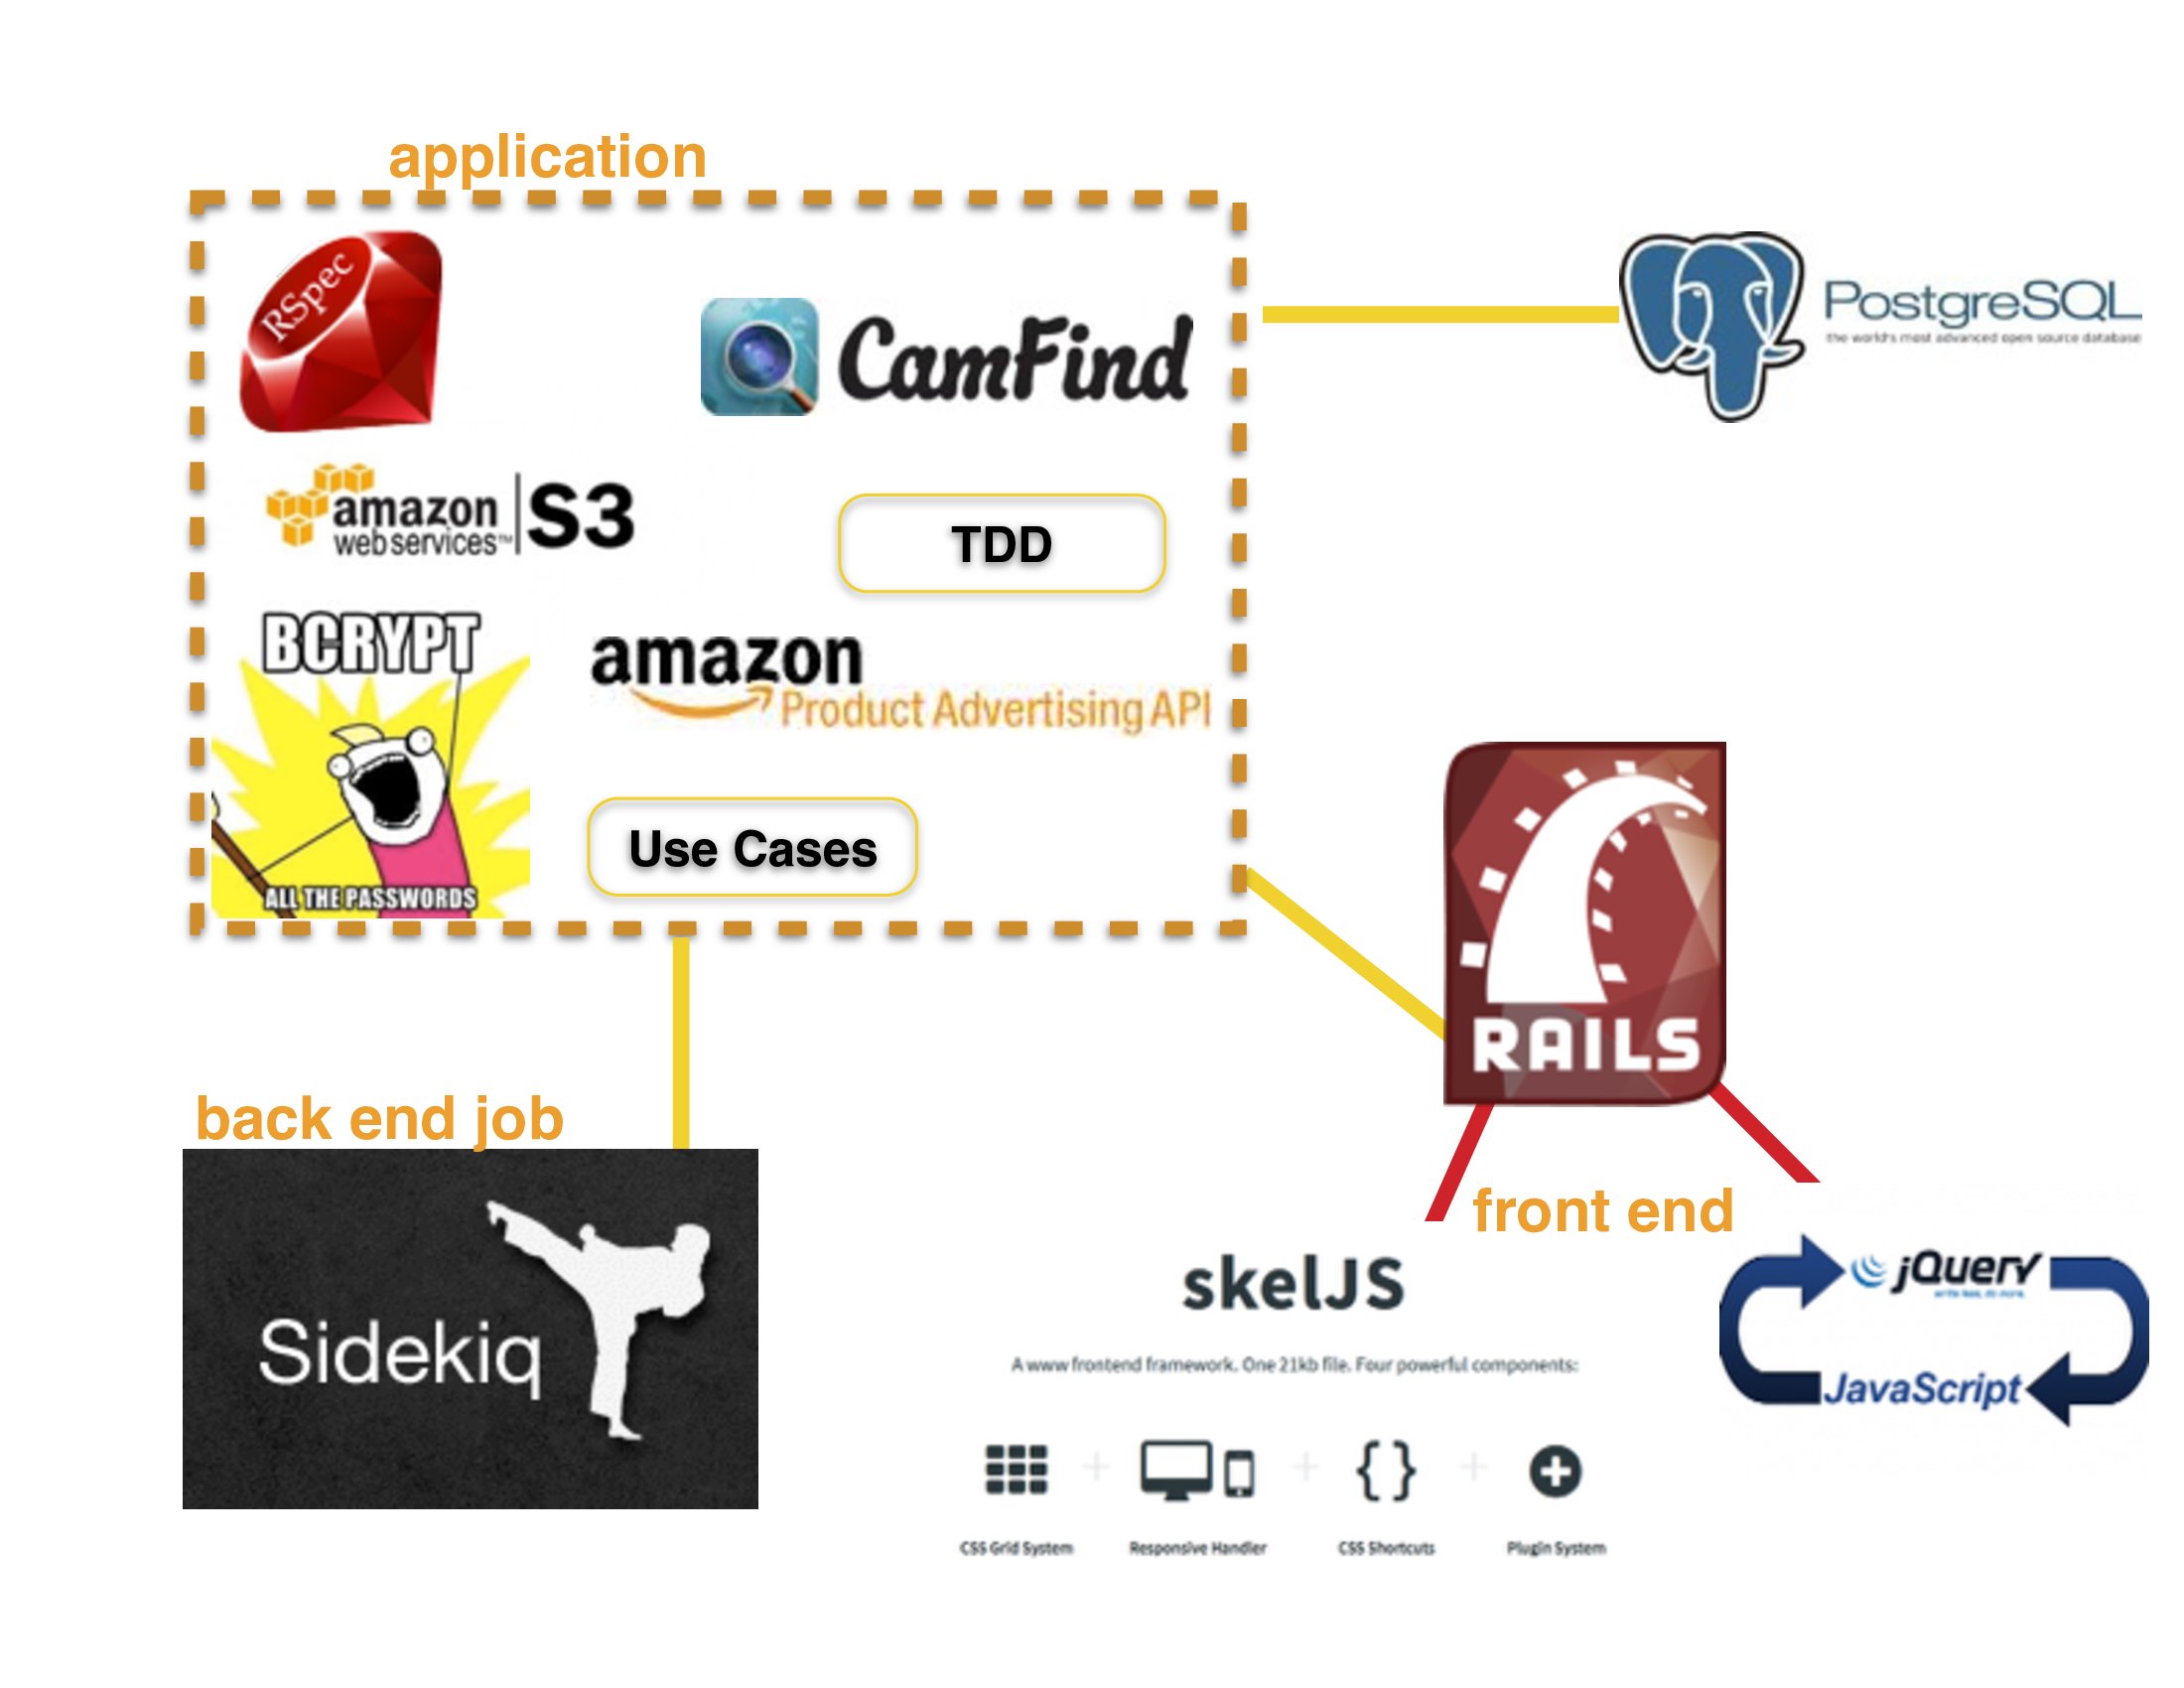 application
RSpec
CamFind
PostgreSQL
the world's most advanced open source database
amazon
web services™
S3
TDD
BCRYPT
ALL THE PASSWORDS
amazon
Product Advertising API
Use Cases
RAILS
back end job
Sidekiq
front end
skelJS
A www frontend framework. One 21kb file. Four powerful components:
CSS Grid System
Responsive Handler
CSS Shortcuts
Plugin System
jQuery
write less, do more.
JavaScript